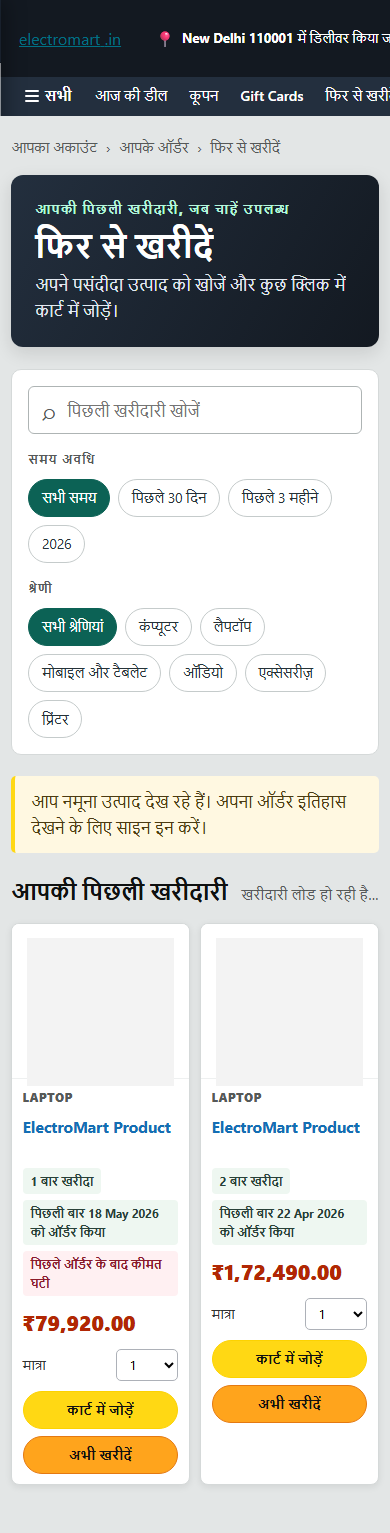 electromart .in
New Delhi 110001 में डिलीवर किया
सभी आज की डील कूपन Gift Cards फिर से
आपका अकाउंट › आपके ऑर्डर › फिर से खरीदें
आपकी पिछली खरीदारी, जब चाहें उपलब्ध
फिर से खरीदें
अपने पसंदीदा उत्पाद को खोजें और कुछ क्लिक में
कार्ट में जोड़ें।
पिछली खरीदारी खोजें
समय अवधि
सभी समय पिछले 30 दिन पिछले 3 महीने
2026
श्रेणी
सभी श्रेणियां कंप्यूटर लैपटॉप
मोबाइल और टैबलेट ऑडियो एक्सेसरीज़
प्रिंटर
आप नमूना उत्पाद देख रहे हैं। अपना ऑर्डर इतिहास
देखने के लिए साइन इन करें।
आपकी पिछली खरीदारी खरीदारी लोड हो रही है...
LAPTOP
ElectroMart Product
1 बार खरीदा
पिछली बार 18 May 2026
को ऑर्डर किया
पिछले ऑर्डर के बाद कीमत
घटी
₹79,920.00
मात्रा 1
कार्ट में जोड़ें
अभी खरीदें
LAPTOP
ElectroMart Product
2 बार खरीदा
पिछली बार 22 Apr 2026
को ऑर्डर किया
₹1,72,490.00
मात्रा 1
कार्ट में जोड़ें
अभी खरीदें